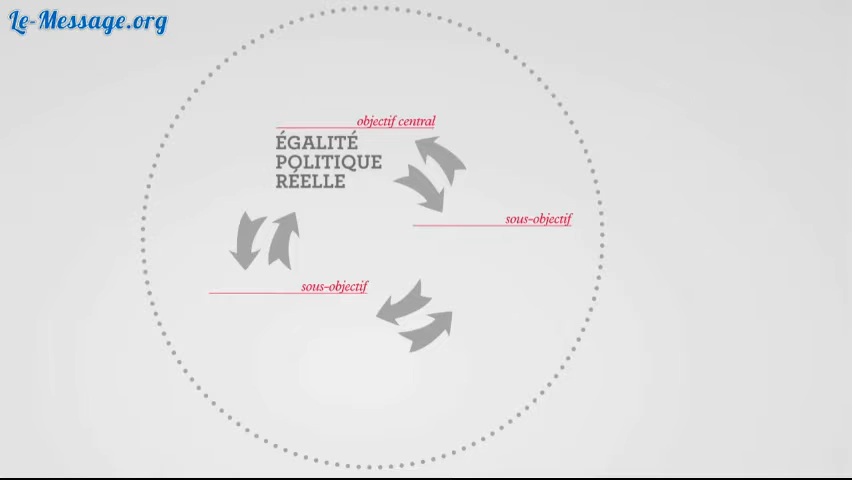 Le-Message.org
objectif central
ÉGALITÉ
POLITIQUE
RÉELLE
sous-objectif
sous-objectif